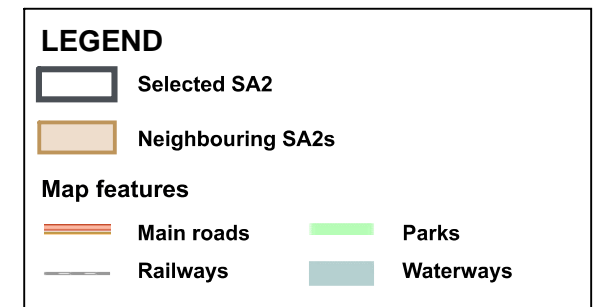 LEGEND
Selected SA2
Neighbouring SA2s
Map features
Main roads
Parks
Railways
Waterways